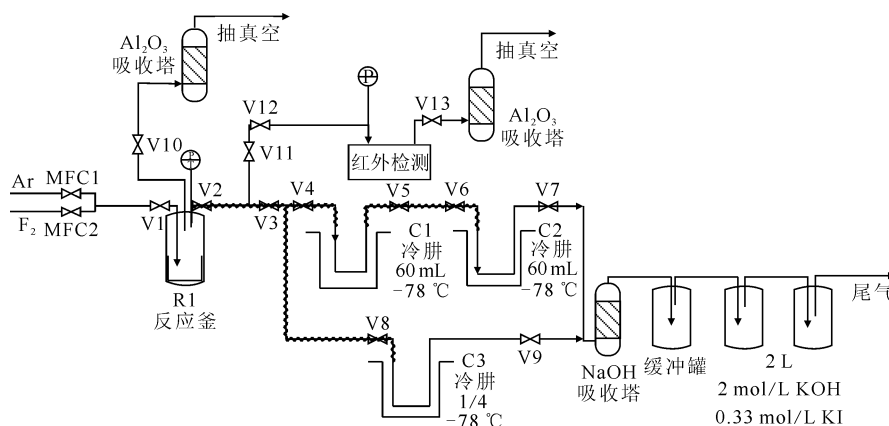 抽真空
Al₂O₃
吸收塔
抽真空
Al₂O₃
吸收塔
P
V12
V13
V10
V11
红外检测
P
Ar
MFC1
F₂
MFC2
V1
V2
V3
V4
V5
V6
V7
R1
反应釜
C1
冷肼
60 mL
-78 ℃
C2
冷肼
60 mL
-78 ℃
V8
V9
C3
冷肼
1/4
-78 ℃
NaOH
吸收塔
缓冲罐
尾气
2 L
2 mol/L KOH
0.33 mol/L KI